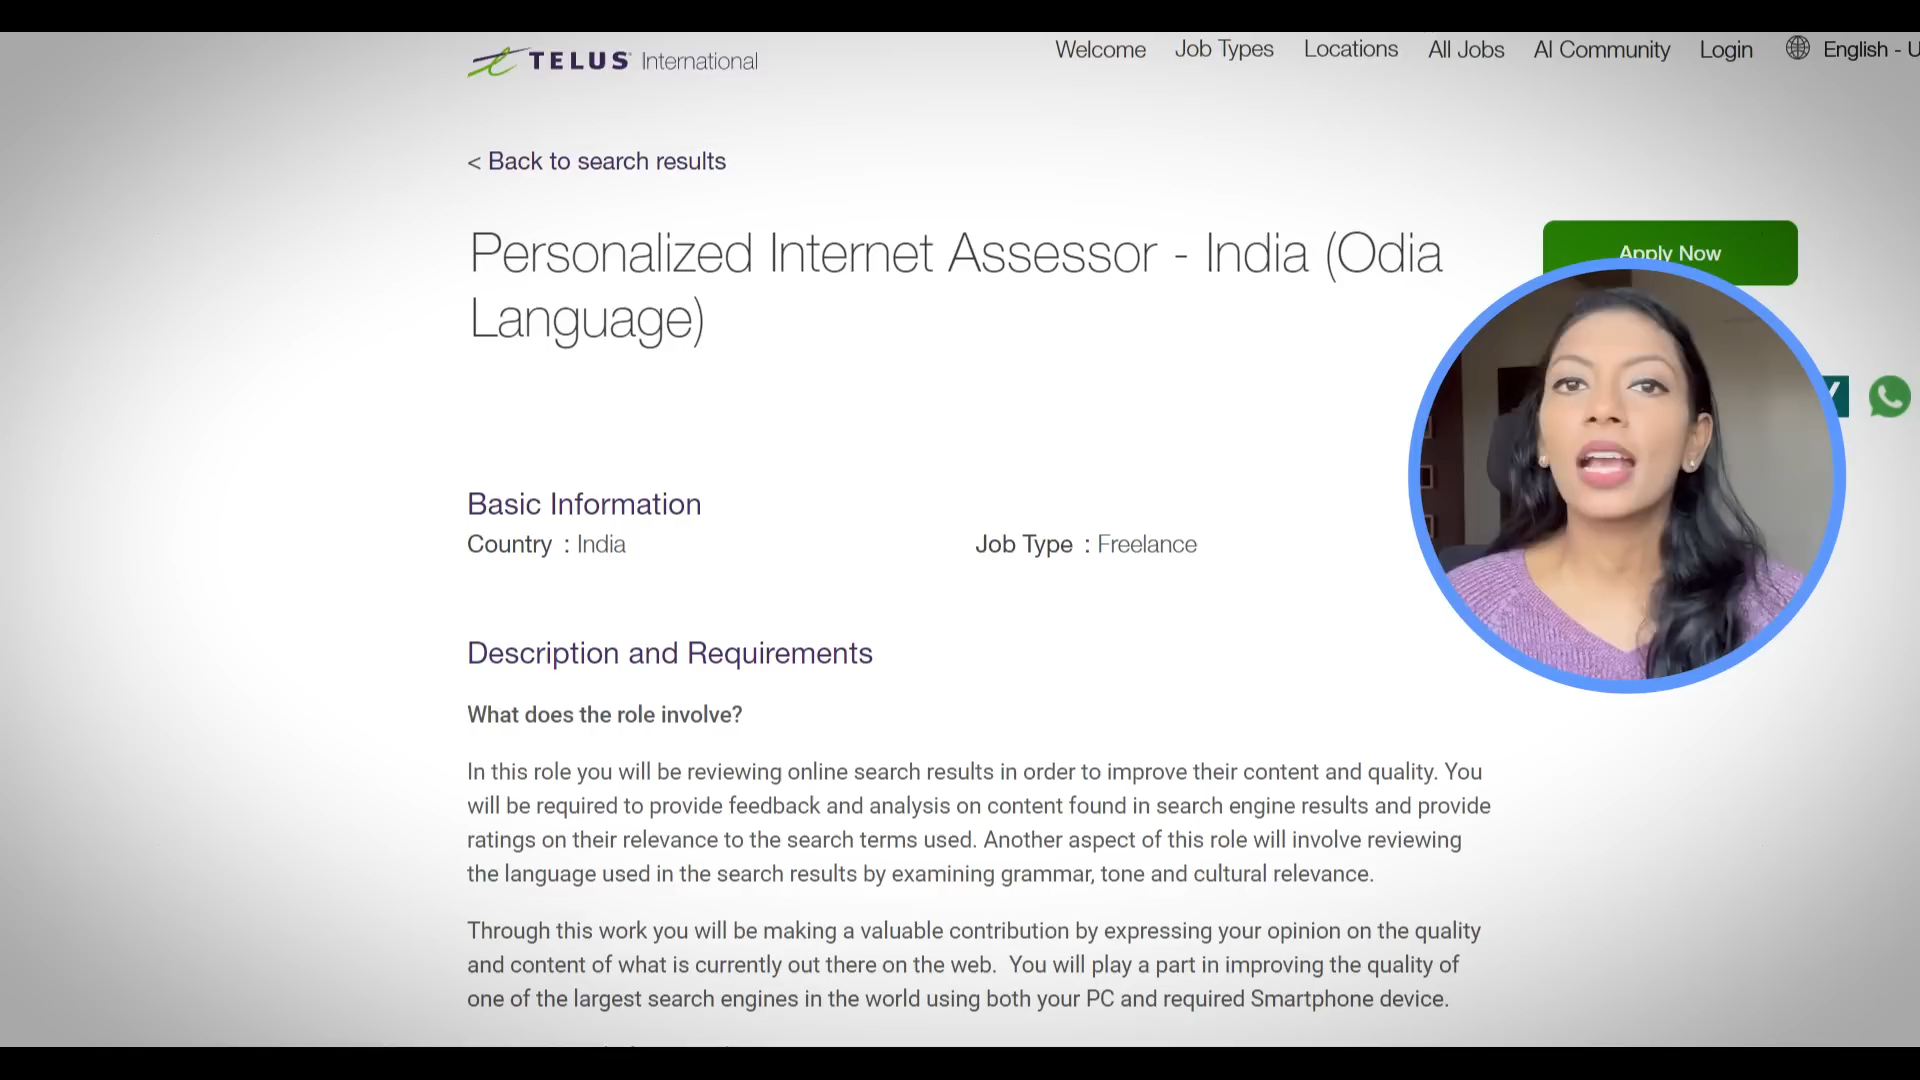 TELUS International
Welcome Job Types Locations All Jobs AI Community Login English - U
< Back to search results
Personalized Internet Assessor - India (Odia
Language)
Apply Now
Basic Information
Country : India
Job Type : Freelance
Description and Requirements
What does the role involve?
In this role you will be reviewing online search results in order to improve their content and quality. You
will be required to provide feedback and analysis on content found in search engine results and provide
ratings on their relevance to the search terms used. Another aspect of this role will involve reviewing
the language used in the search results by examining grammar, tone and cultural relevance.
Through this work you will be making a valuable contribution by expressing your opinion on the quality
and content of what is currently out there on the web.  You will play a part in improving the quality of
one of the largest search engines in the world using both your PC and required Smartphone device.